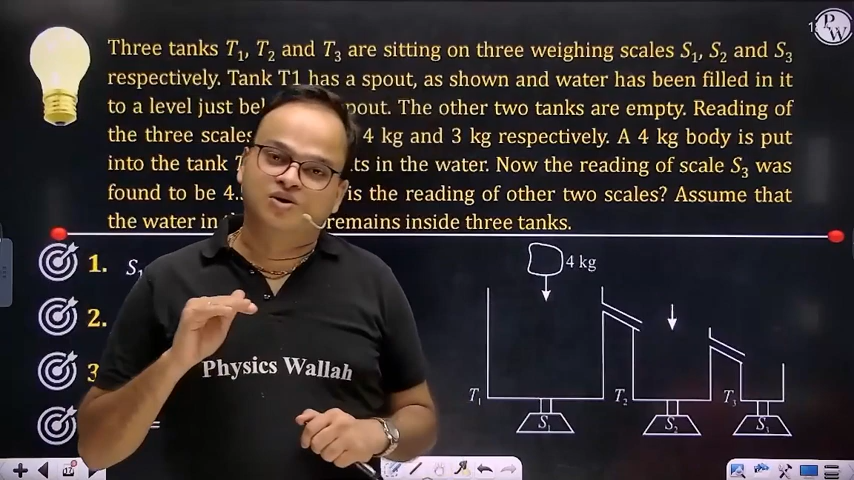 Three tanks T₁, T₂ and T₃ are sitting on three weighing scales S₁, S₂ and S₃
respectively. Tank T1 has a spout, as shown and water has been filled in it
to a level just pout. The other two tanks are empty. Reading of
the three scales 4 kg and 3 kg respectively. A 4 kg body is put
into the tank in the water. Now the reading of scale S₃ was
found to be 4. is the reading of other two scales? Assume that
the water in remains inside three tanks.
1. S₁
2.
3
4 kg
T₁ T₂ T₃
S₁ S₂ S₃
Physics Wallah
P
W